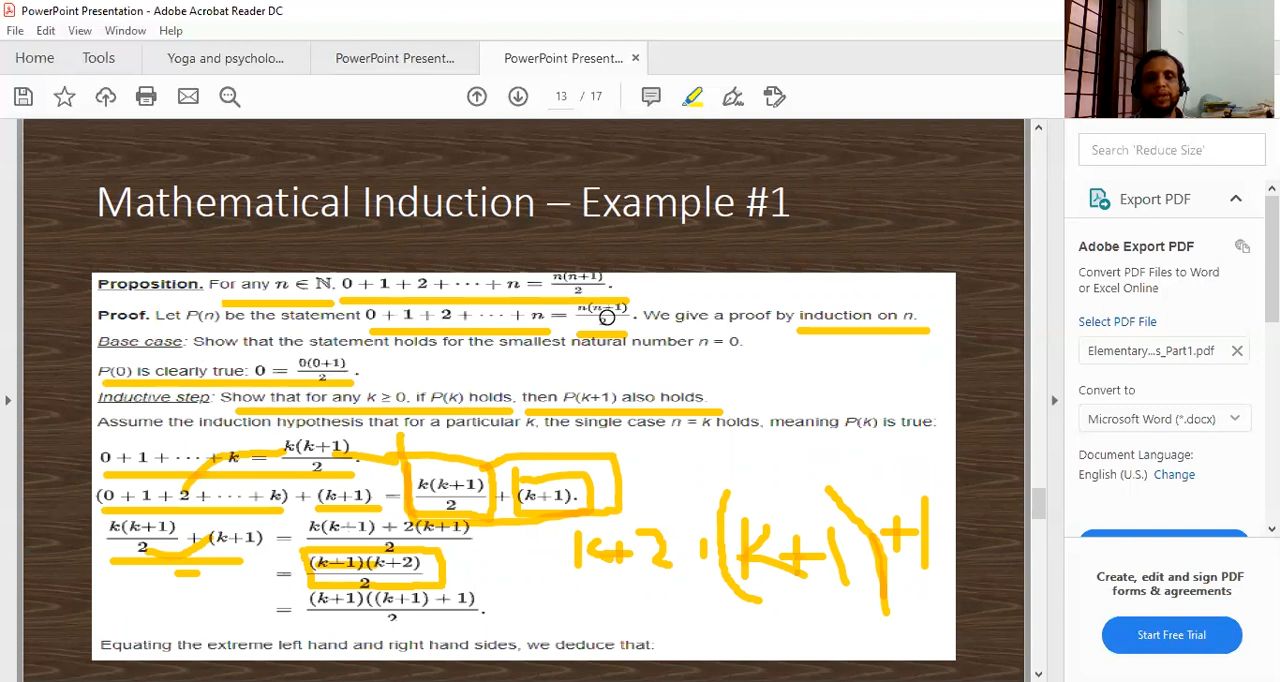 PowerPoint Presentation - Adobe Acrobat Reader DC
File Edit View Window Help
Home Tools Yoga and psycholo... PowerPoint Present... PowerPoint Present... ×
13 / 17
Search 'Reduce Size'
Mathematical Induction – Example #1
Export PDF
Adobe Export PDF
Convert PDF Files to Word
or Excel Online
Select PDF File
Elementary...s_Part1.pdf
Convert to
Microsoft Word (*.docx)
Document Language:
English (U.S.) Change
Create, edit and sign PDF
forms & agreements
Start Free Trial
Proposition. For any n ∈ ℕ, 0 + 1 + 2 + ⋯ + n = n(n+1)/2.
Proof. Let P(n) be the statement 0 + 1 + 2 + ⋯ + n = n(n+1)/2. We give a proof by induction on n.
Base case: Show that the statement holds for the smallest natural number n = 0.
P(0) is clearly true: 0 = 0(0+1)/2.
Inductive step: Show that for any k ≥ 0, if P(k) holds, then P(k+1) also holds.
Assume the induction hypothesis that for a particular k, the single case n = k holds, meaning P(k) is true:
0 + 1 + ⋯ + k = k(k+1)/2.
(0 + 1 + 2 + ⋯ + k) + (k+1) = k(k+1)/2 + (k+1).
k(k+1)/2 + (k+1) = k(k+1) + 2(k+1)/2
= (k+1)(k+2)/2
= (k+1)((k+1) + 1)/2.
k+2 · (k+1)+1
Equating the extreme left hand and right hand sides, we deduce that: